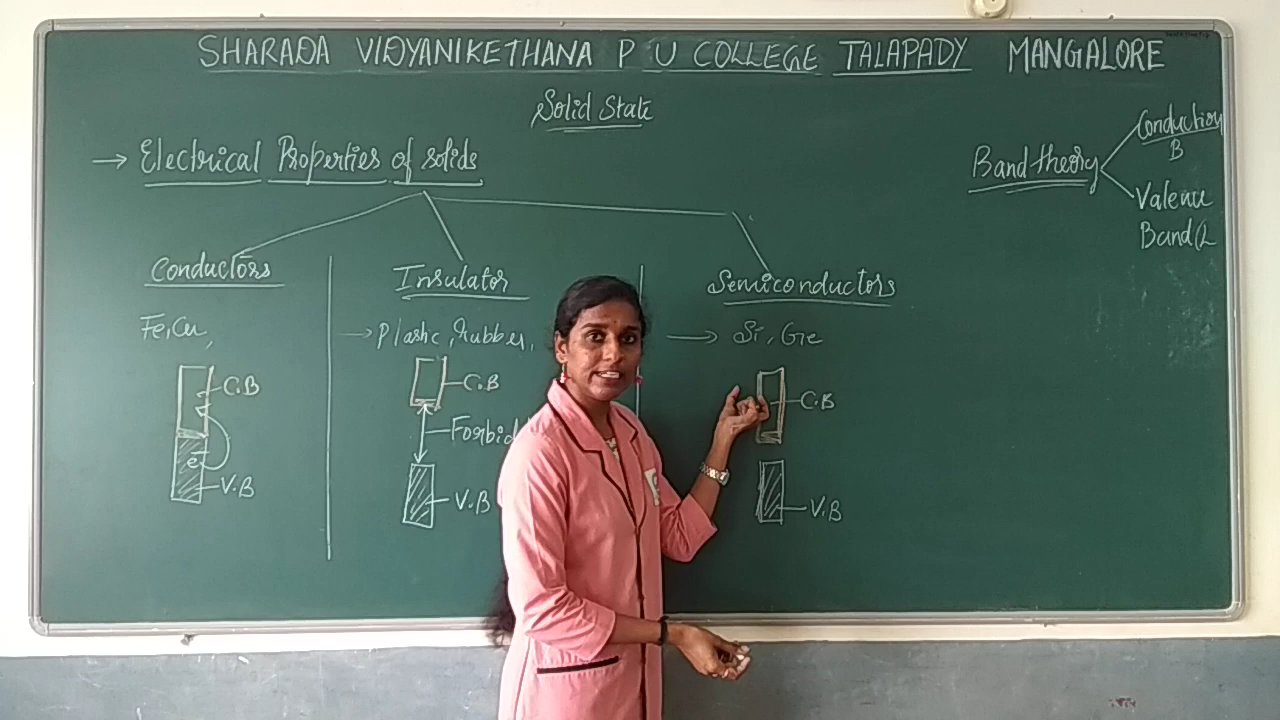 SHARADA VIDYANIKETHANA P U COLLEGE TALAPADY MANGALORE
Solid State
→ Electrical Properties of solids
Band theory
Conduction
B
Valence
Band
Conductors
Insulator
Semiconductors
Fe, Cu,
→ Plastic, Rubber,
→ Si, Ge
C.B
e⁻
V.B
C.B
Forbid
V.B
C.B
V.B